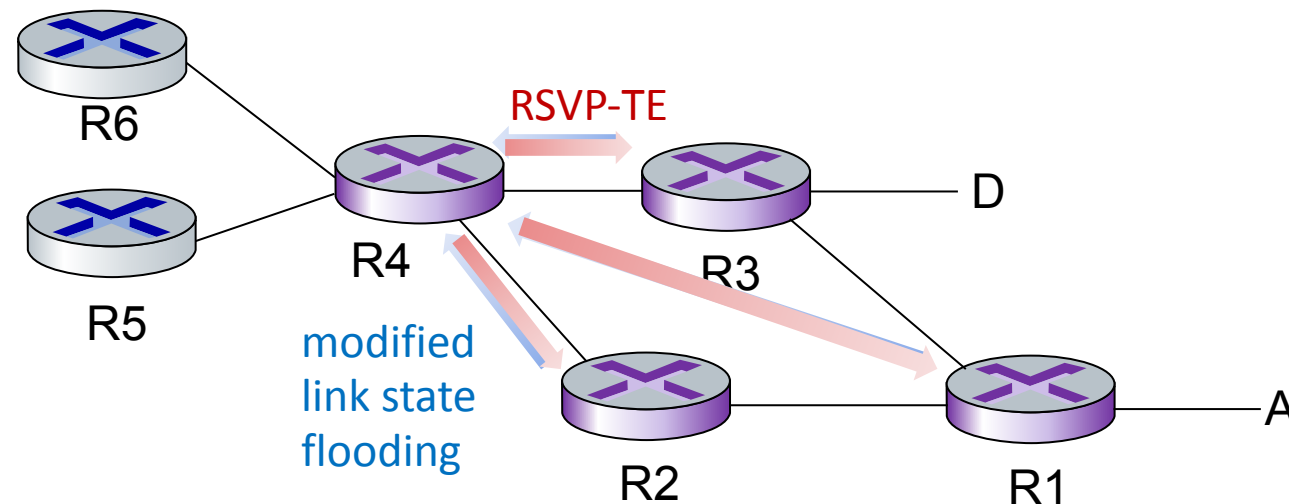 R6
RSVP-TE
D
R4
R3
R5
modified
link state
flooding
A
R2
R1